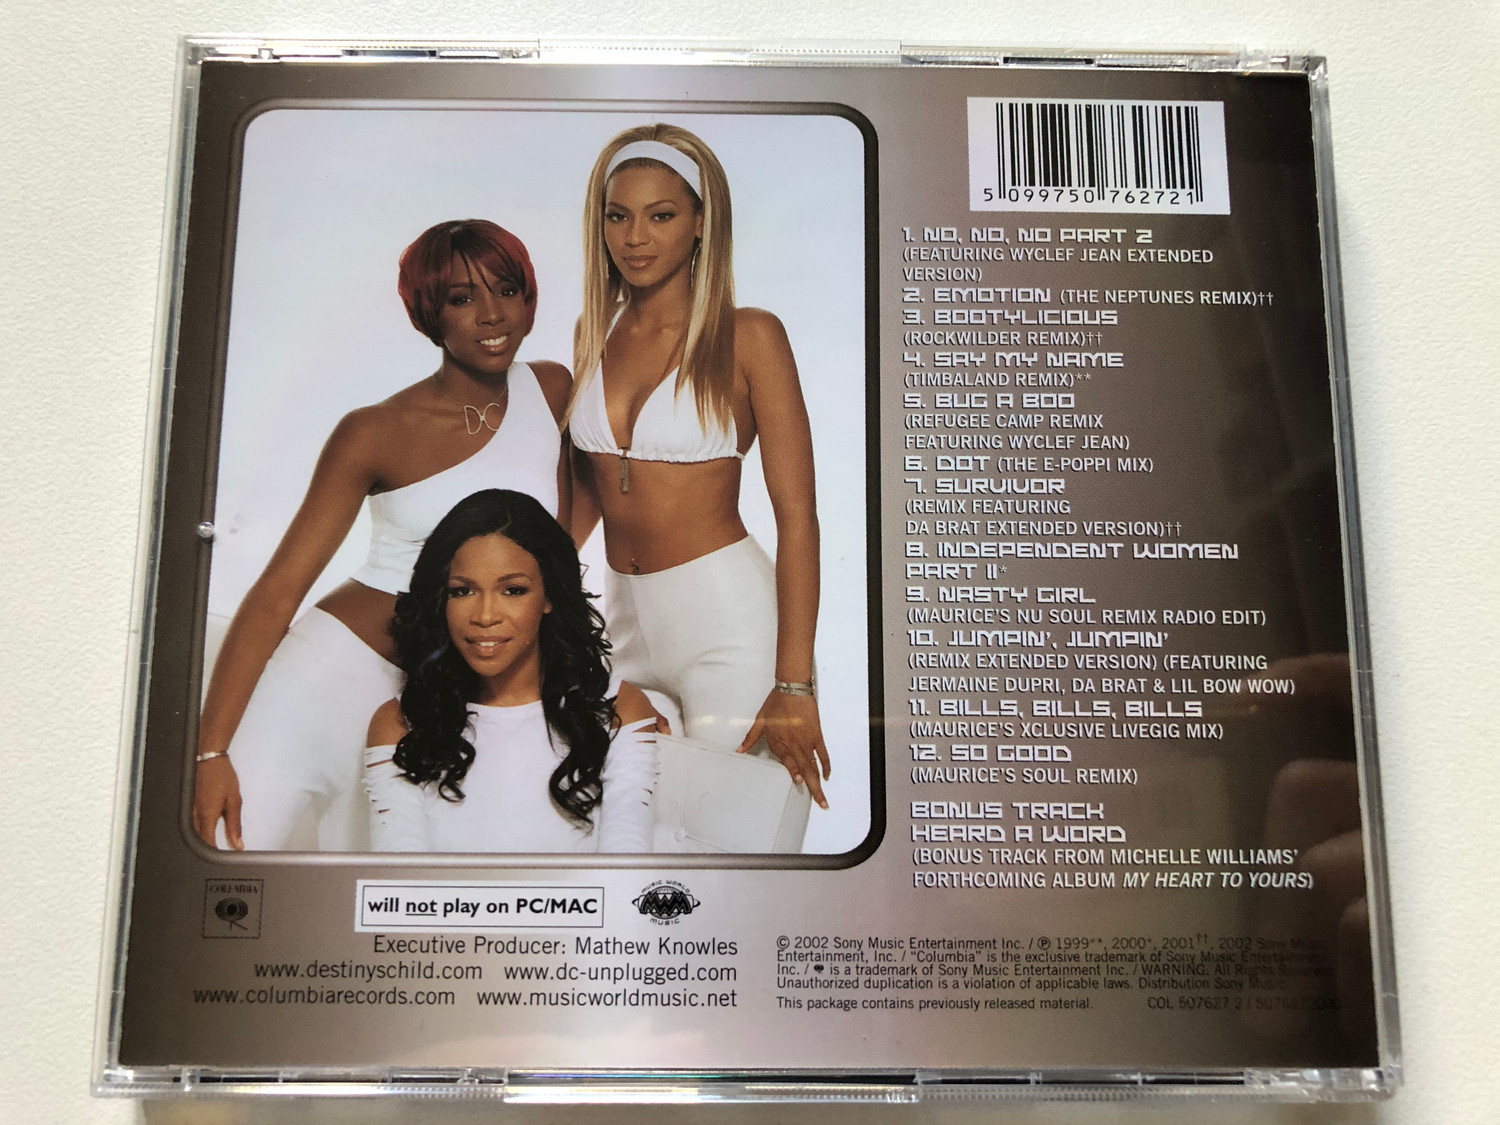 5 099750 762721
1. NO, NO, NO PART 2
(FEATURING WYCLEF JEAN EXTENDED
VERSION)
2. EMOTION (THE NEPTUNES REMIX)††
3. BOOTYLICIOUS
(ROCKWILDER REMIX)††
4. SAY MY NAME
(TIMBALAND REMIX)**
5. BUG A BOO
(REFUGEE CAMP REMIX
FEATURING WYCLEF JEAN)
6. DOT (THE E-POPPI MIX)
7. SURVIVOR
(REMIX FEATURING
DA BRAT EXTENDED VERSION)††
8. INDEPENDENT WOMEN
PART II*
9. NASTY GIRL
(MAURICE'S NU SOUL REMIX RADIO EDIT)
10. JUMPIN', JUMPIN'
(REMIX EXTENDED VERSION) (FEATURING
JERMAINE DUPRI, DA BRAT & LIL BOW WOW)
11. BILLS, BILLS, BILLS
(MAURICE'S XCLUSIVE LIVEGIG MIX)
12. SO GOOD
(MAURICE'S SOUL REMIX)
BONUS TRACK
HEARD A WORD
(BONUS TRACK FROM MICHELLE WILLIAMS'
FORTHCOMING ALBUM MY HEART TO YOURS)
DC
COLUMBIA
will not play on PC/MAC
MUSIC WORLD
MWM
MUSIC
Executive Producer: Mathew Knowles
www.destinyschild.com www.dc-unplugged.com
www.columbiarecords.com www.musicworldmusic.net
© 2002 Sony Music Entertainment Inc. / ℗ 1999**, 2000*, 2001††, 2002 Sony Music
Entertainment, Inc. / "Columbia" is the exclusive trademark of Sony Music Entertainment
Inc. / is a trademark of Sony Music Entertainment Inc. / WARNING: All Rights Reserved.
Unauthorized duplication is a violation of applicable laws. Distribution Sony Music.
This package contains previously released material. COL 507627 2 /